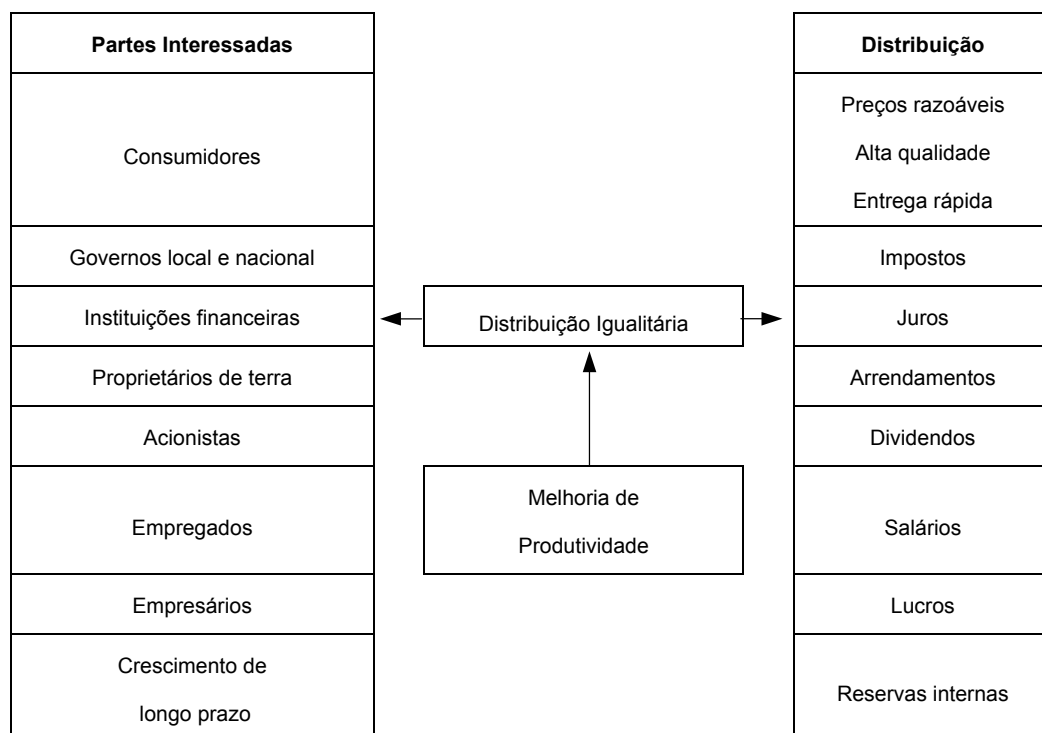 Partes Interessadas
Distribuição
Consumidores
Preços razoáveis
Alta qualidade
Entrega rápida
Governos local e nacional
Impostos
Instituições financeiras
Distribuição Igualitária
Juros
Proprietários de terra
Arrendamentos
Acionistas
Dividendos
Empregados
Melhoria de
Produtividade
Salários
Empresários
Lucros
Crescimento de
longo prazo
Reservas internas